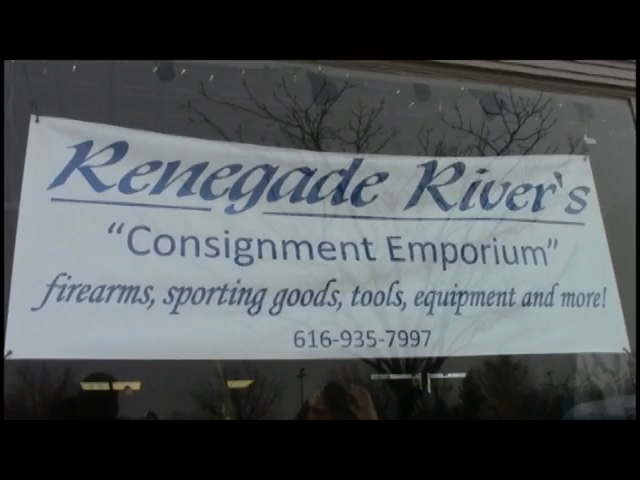 Renegade River`s
"Consignment Emporium"
firearms, sporting goods, tools, equipment and more!
616-935-7997